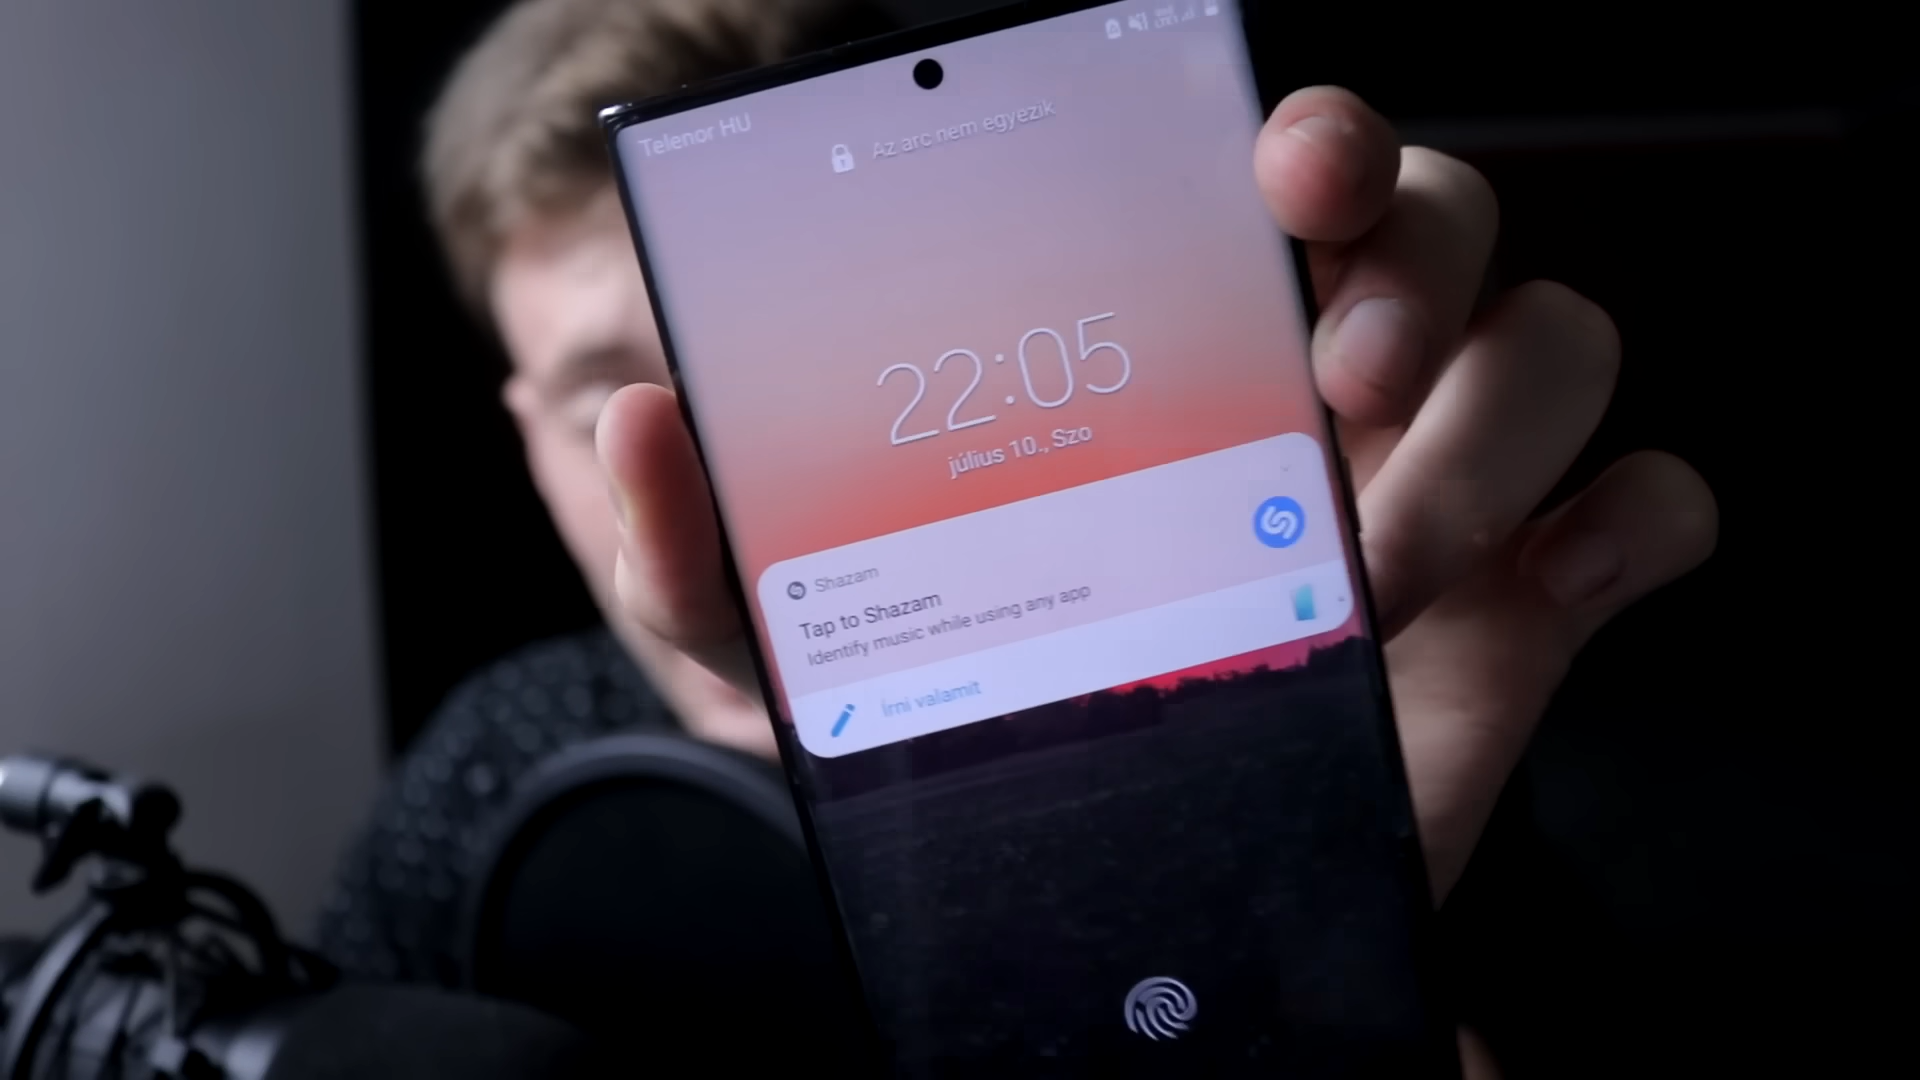 Telenor HU
Az arc nem egyezik
22:05
július 10., Szo
Shazam
Tap to Shazam
Identify music while using any app
Írni valamit